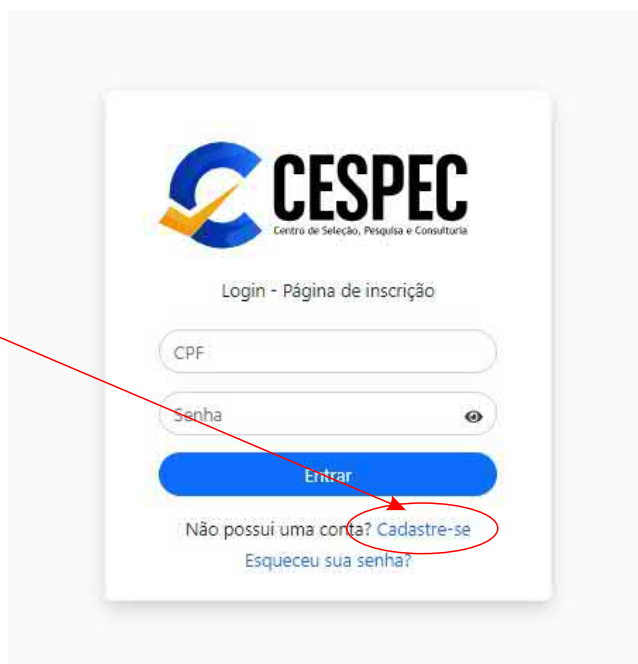 CESPEC
Centro de Seleção, Pesquisa e Consultoria
Login - Página de inscrição
CPF
Senha
Entrar
Não possui uma conta? Cadastre-se
Esqueceu sua senha?